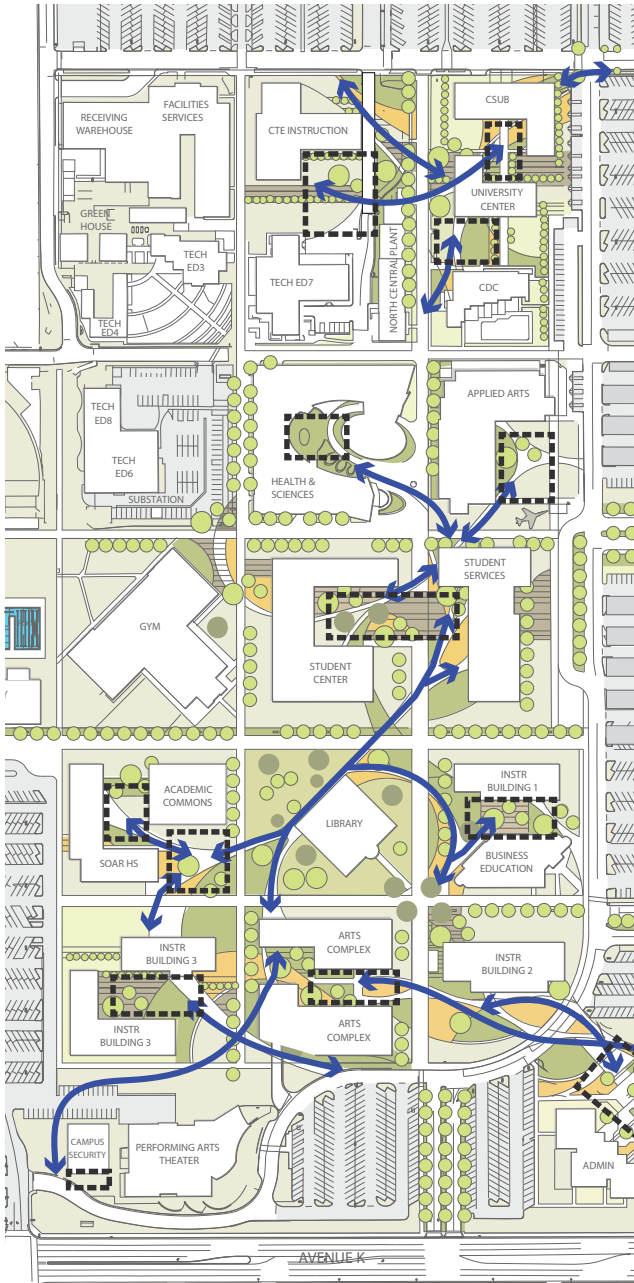 CSUB
FACILITIES
SERVICES
RECEIVING
WAREHOUSE
CTE INSTRUCTION
UNIVERSITY
CENTER
GREEN
HOUSE
NORTH CENTRAL PLANT
TECH
ED3
TECH ED7
CDC
TECH
ED4
TECH
ED8
APPLIED ARTS
TECH
ED6
HEALTH &
SCIENCES
SUBSTATION
STUDENT
SERVICES
GYM
STUDENT
CENTER
ACADEMIC
COMMONS
INSTR
BUILDING 1
LIBRARY
SOAR HS
BUSINESS
EDUCATION
ARTS
COMPLEX
INSTR
BUILDING 3
INSTR
BUILDING 2
INSTR
BUILDING 3
ARTS
COMPLEX
CAMPUS
SECURITY
PERFORMING ARTS
THEATER
ADMIN
AVENUE K